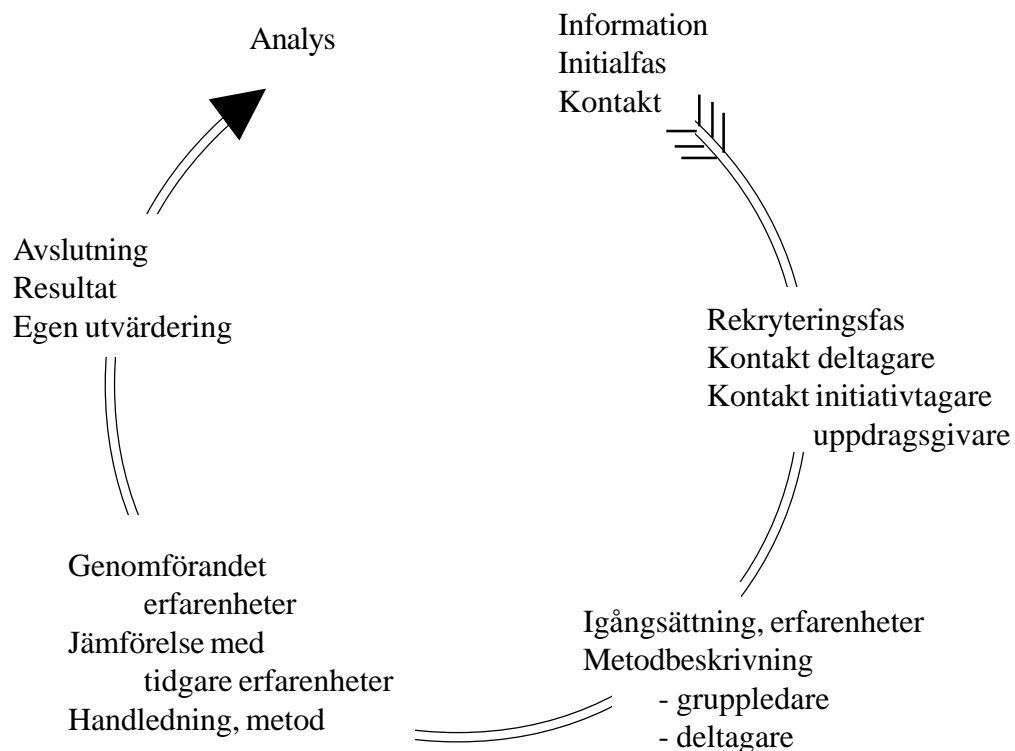 Analys
Information
Initialfas
Kontakt
Rekryteringsfas
Kontakt deltagare
Kontakt initiativtagare
uppdragsgivare
Igångsättning, erfarenheter
Metodbeskrivning
- gruppledare
- deltagare
Genomförandet
erfarenheter
Jämförelse med
tidgare erfarenheter
Handledning, metod
Avslutning
Resultat
Egen utvärdering